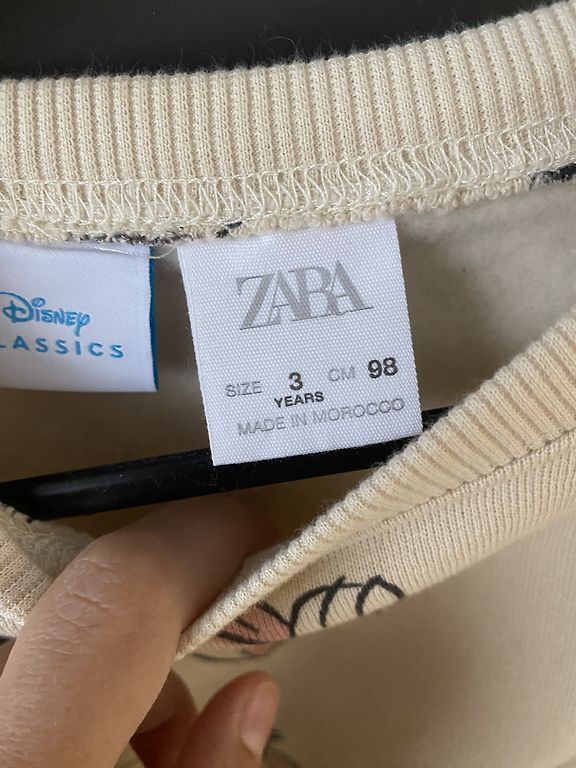 Disney
LASSICS
ZARA
SIZE 3 YEARS CM 98
MADE IN MOROCCO